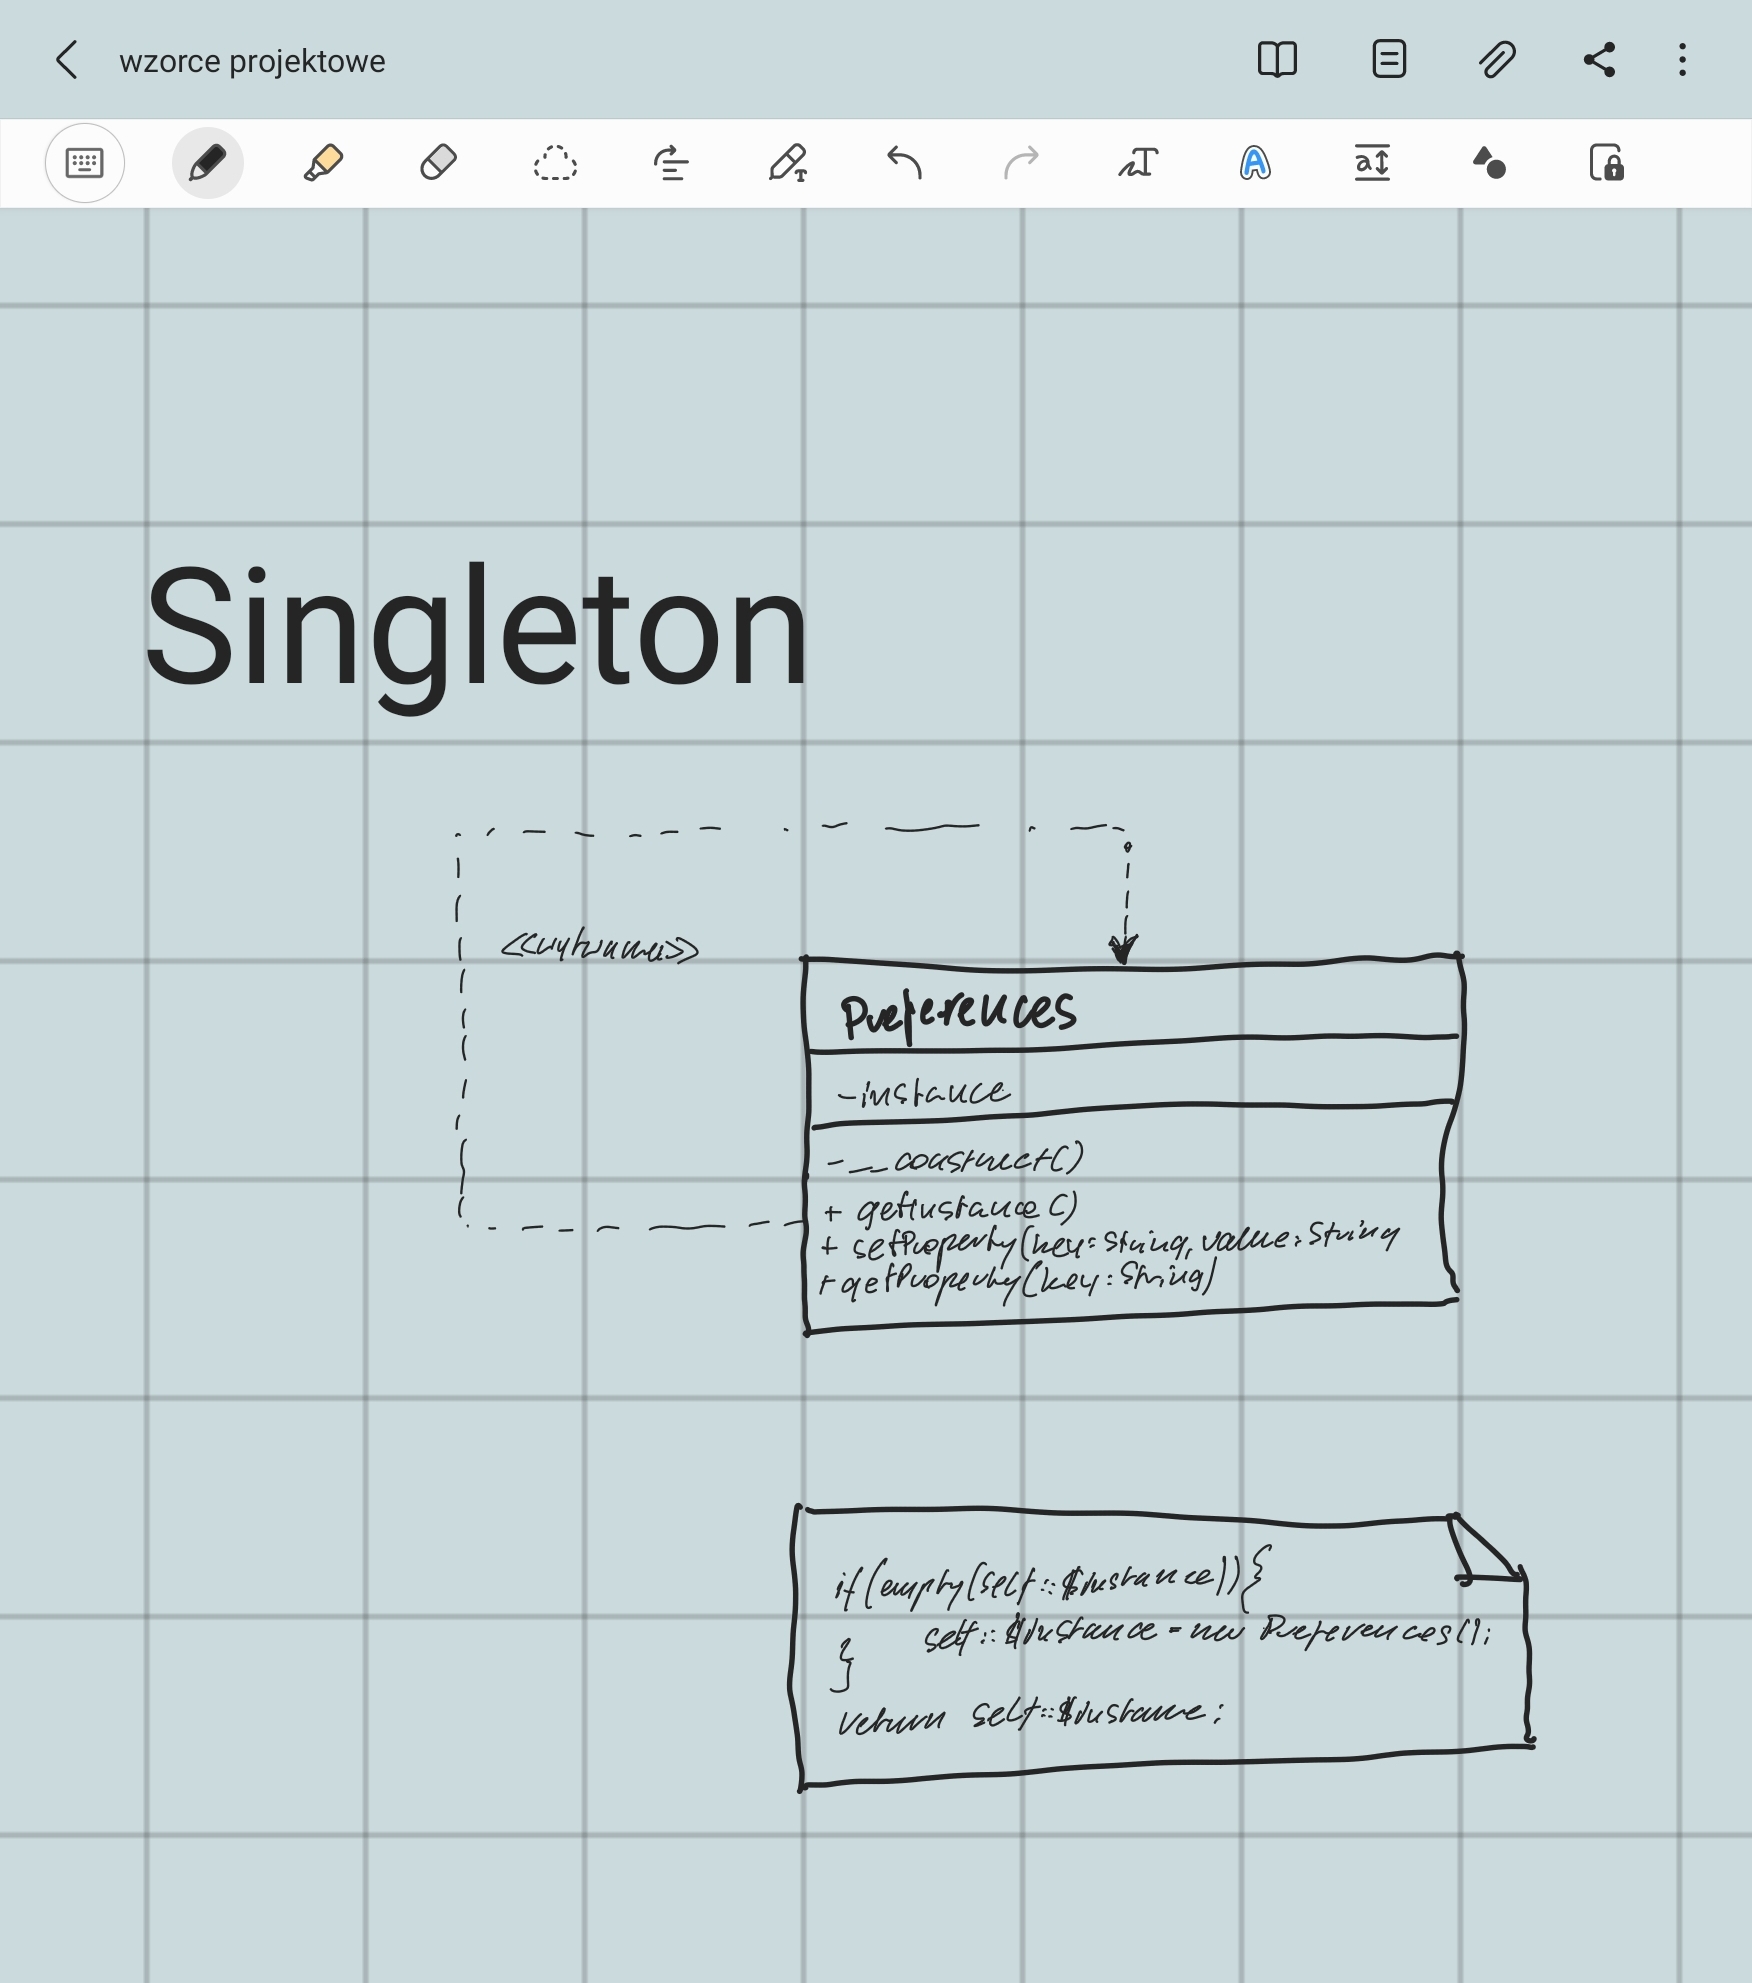 wzorce projektowe
Singleton
Preferences
-instance
-__construct()
+ getInstance()
+ setProperty(key:string, value:String
+getProperty(key:String)
if(empty(self::$instance)){
self::$instance = new Preferences();
}
return self::$instance;